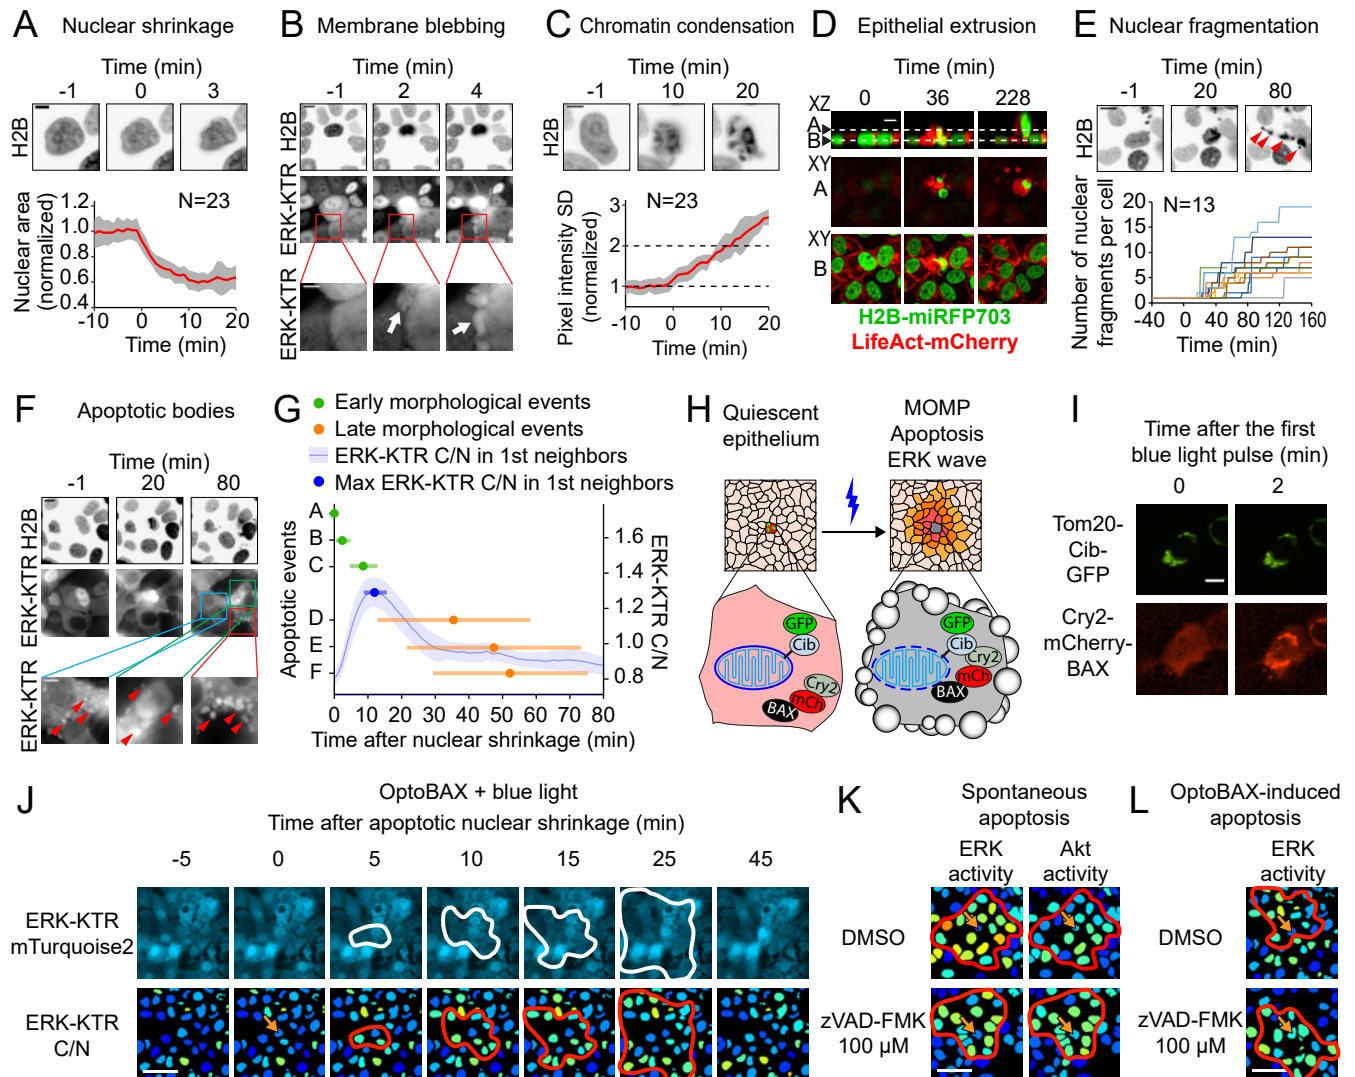 A Nuclear shrinkage
Time (min)
-1 0 3
H2B
Nuclear area
(normalized)
N=23
1.2
1.0
0.8
0.6
0.4
-10 0 10 20
Time (min)
B Membrane blebbing
Time (min)
-1 2 4
H2B
ERK-KTR
ERK-KTR
C Chromatin condensation
Time (min)
-1 10 20
H2B
Pixel intensity SD
(normalized)
N=23
3
2
1
-10 0 10 20
Time (min)
D Epithelial extrusion
Time (min)
0 36 228
XZ
A
B
XY
A
XY
B
H2B-miRFP703
LifeAct-mCherry
E Nuclear fragmentation
Time (min)
-1 20 80
H2B
Number of nuclear
fragments per cell
N=13
20
15
10
5
0
-40 0 40 80 120 160
Time (min)
F Apoptotic bodies
Time (min)
-1 20 80
H2B
ERK-KTR
ERK-KTR
G
Early morphological events
Late morphological events
ERK-KTR C/N in 1st neighbors
Max ERK-KTR C/N in 1st neighbors
Apoptotic events
A
B
C
D
E
F
1.6
1.4
1.2
1.0
0.8
ERK-KTR C/N
0 10 20 30 40 50 60 70 80
Time after nuclear shrinkage (min)
H
Quiescent
epithelium
MOMP
Apoptosis
ERK wave
GFP
Cib
Cry2
mCh
BAX
GFP
Cib
Cry2
mCh
BAX
I
Time after the first
blue light pulse (min)
0 2
Tom20-
Cib-
GFP
Cry2-
mCherry-
BAX
J OptoBAX + blue light
Time after apoptotic nuclear shrinkage (min)
-5 0 5 10 15 25 45
ERK-KTR
mTurquoise2
ERK-KTR
C/N
K Spontaneous
apoptosis
ERK
activity
Akt
activity
DMSO
zVAD-FMK
100 µM
L OptoBAX-induced
apoptosis
ERK
activity
DMSO
zVAD-FMK
100 µM